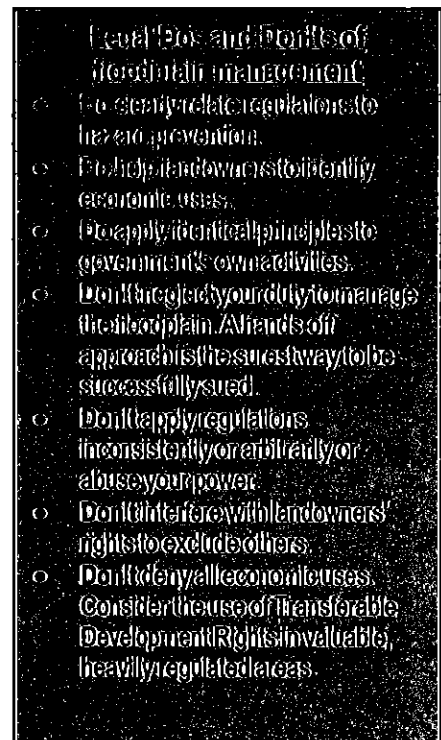 Legal Dos and Don'ts of
floodplain management
o Do clearly relate regulations to
hazard prevention.
o Do help landowners to identify
economic uses.
o Do apply identical principles to
government's own activities.
o Don't neglect your duty to manage
the floodplain. A hands off
approach is the surest way to be
successfully sued.
o Don't apply regulations
inconsistently or arbitrarily or
abuse your power.
o Don't interfere with landowners'
rights to exclude others.
o Don't deny all economic uses.
Consider the use of Transferable
Development Rights in valuable,
heavily regulated areas.